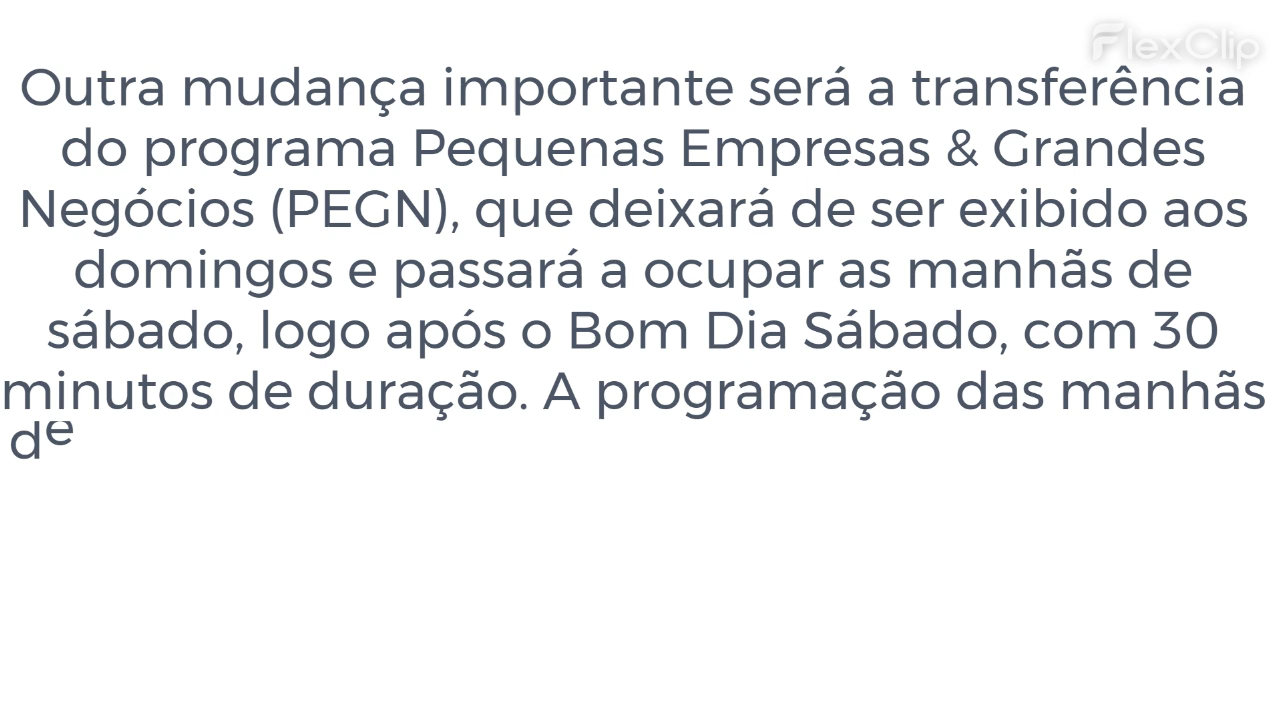 FlexClip
Outra mudança importante será a transferência
do programa Pequenas Empresas & Grandes
Negócios (PEGN), que deixará de ser exibido aos
domingos e passará a ocupar as manhãs de
sábado, logo após o Bom Dia Sábado, com 30
minutos de duração. A programação das manhãs
de